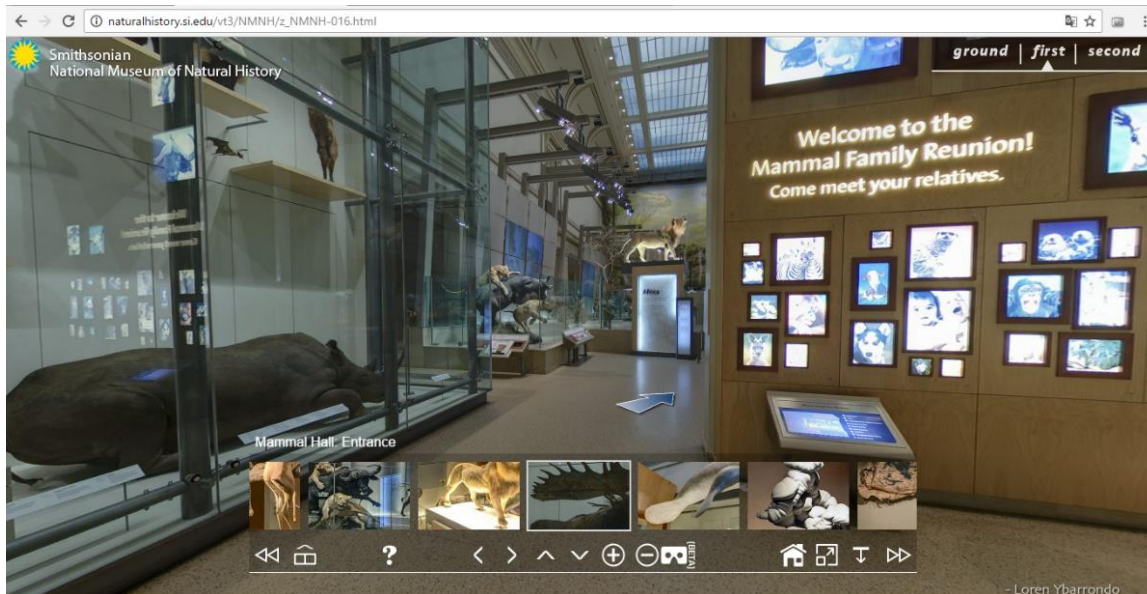 naturalhistory.si.edu/vt3/NMNH/z_NMNH-016.html
Smithsonian
National Museum of Natural History
ground | first | second
Welcome to the
Mammal Family Reunion!
Come meet your relatives.
Africa
Mammal Hall: Entrance
?
[BETA]
- Loren Ybarrondo